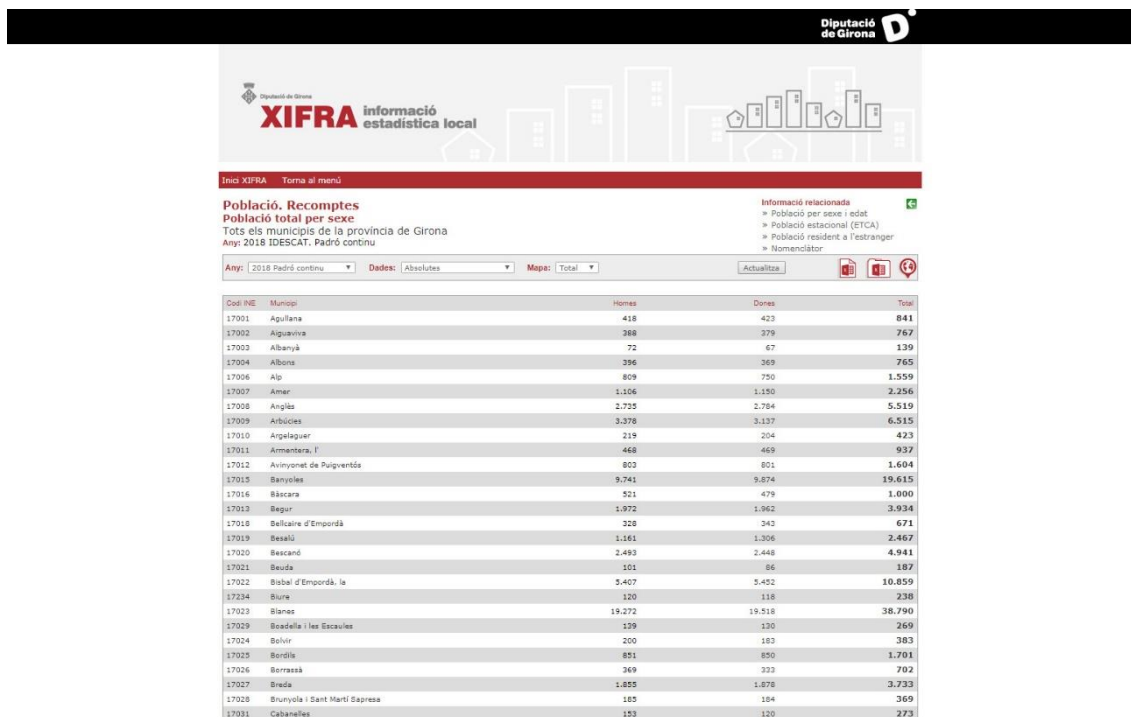 Diputació
de Girona
Diputació de Girona
XIFRA informació
estadística local
Inici XIFRA Torna al menú
Població. Recomptes
Població total per sexe
Tots els municipis de la província de Girona
Any: 2018 IDESCAT. Padró continu
Informació relacionada
» Població per sexe i edat
» Població estacional (ETCA)
» Població resident a l'estranger
» Nomenclàtor
Any: 2018 Padró continu Dades: Absolutes Mapa: Total Actualitza
Codi INE Municipi Homes Dones Total
17001 Agullana 418 423 841
17002 Aiguaviva 388 379 767
17003 Albanyà 72 67 139
17004 Albons 396 369 765
17006 Alp 809 750 1.559
17007 Amer 1.106 1.150 2.256
17008 Anglès 2.735 2.784 5.519
17009 Arbúcies 3.378 3.137 6.515
17010 Argelaguer 219 204 423
17011 Armentera, l' 468 469 937
17012 Avinyonet de Puigventós 803 801 1.604
17015 Banyoles 9.741 9.874 19.615
17016 Bàscara 521 479 1.000
17013 Begur 1.972 1.962 3.934
17018 Bellcaire d'Empordà 328 343 671
17019 Besalú 1.161 1.306 2.467
17020 Bescanó 2.493 2.448 4.941
17021 Beuda 101 86 187
17022 Bisbal d'Empordà, la 5.407 5.452 10.859
17234 Biure 120 118 238
17023 Blanes 19.272 19.518 38.790
17029 Boadella i les Escaules 139 130 269
17024 Bolvir 200 183 383
17025 Bordils 851 850 1.701
17026 Borrassà 369 333 702
17027 Breda 1.855 1.878 3.733
17028 Brunyola i Sant Martí Sapresa 185 184 369
17031 Cabanelles 153 120 273